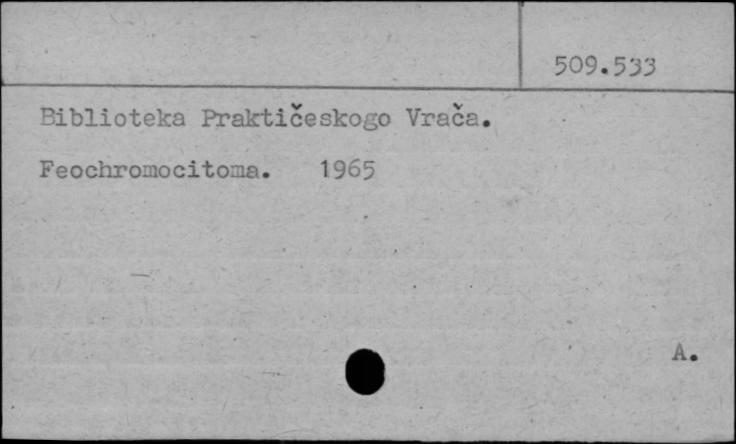 509.533
Biblioteka Praktičeskogo Vrača.
Feochromocitoma. 1965
A.